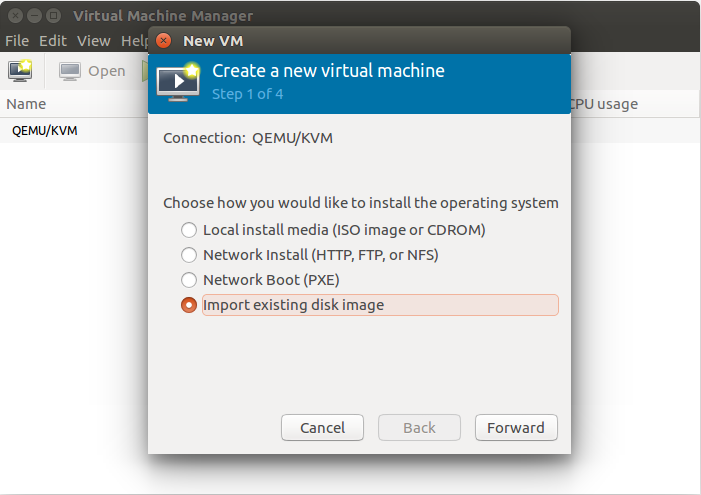 Virtual Machine Manager
File Edit View Help
New VM
Create a new virtual machine
Step 1 of 4
Open
Name
CPU usage
QEMU/KVM
Connection: QEMU/KVM
Choose how you would like to install the operating system
Local install media (ISO image or CDROM)
Network Install (HTTP, FTP, or NFS)
Network Boot (PXE)
Import existing disk image
Cancel Back Forward